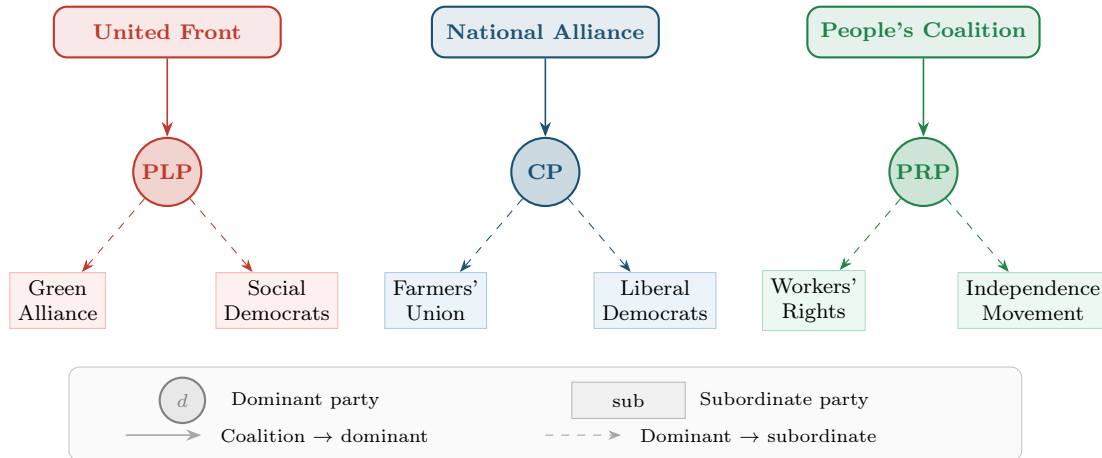 United Front
National Alliance
People's Coalition
PLP
CP
PRP
Green
Alliance
Social
Democrats
Farmers'
Union
Liberal
Democrats
Workers'
Rights
Independence
Movement
d
Dominant party
sub
Subordinate party
Coalition → dominant
Dominant → subordinate